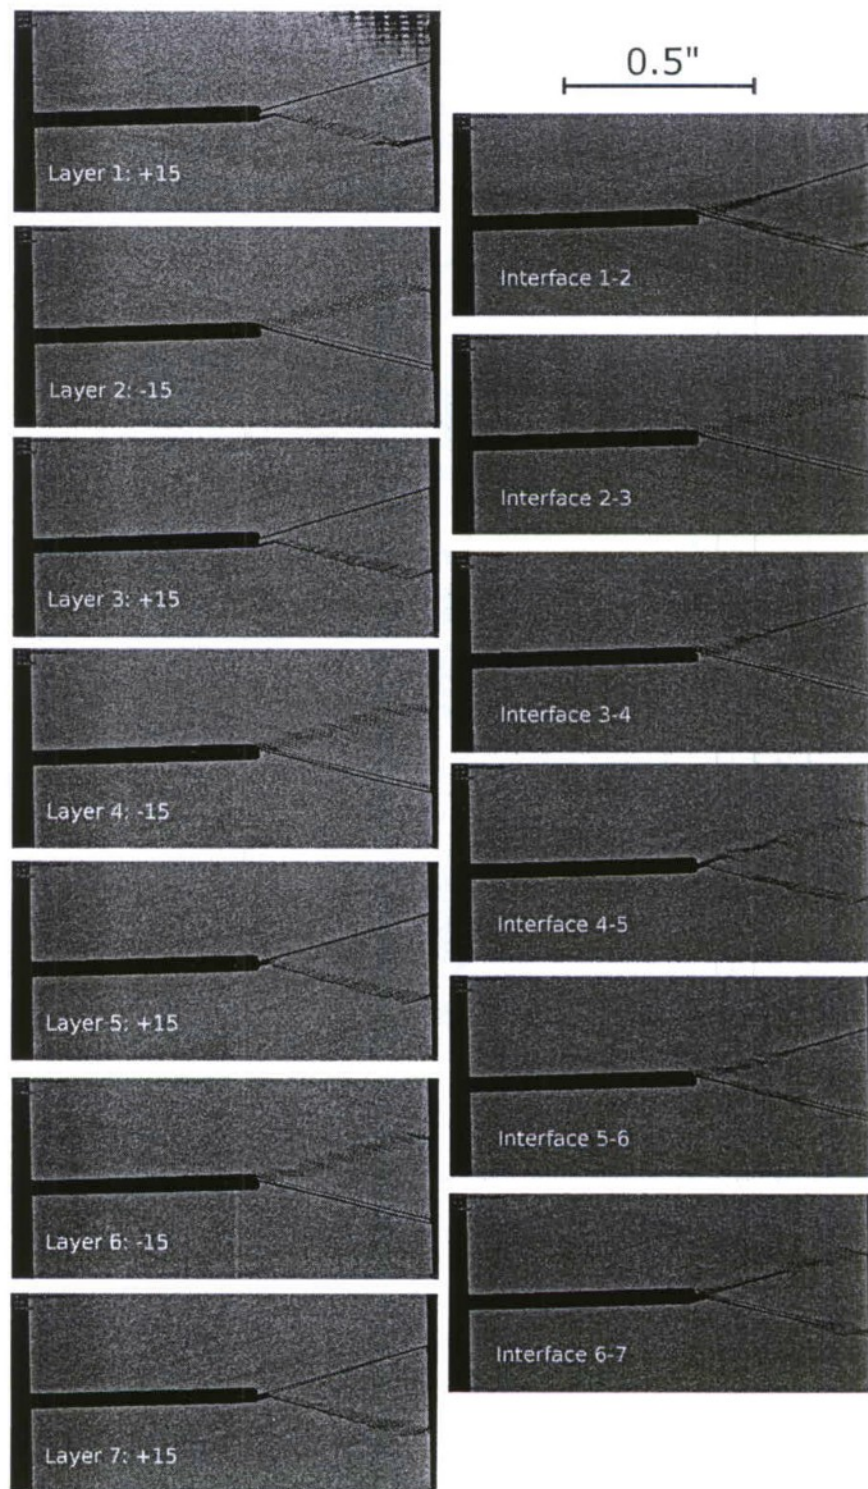 Layer 1: +15
Layer 2: -15
Layer 3: +15
Layer 4: -15
Layer 5: +15
Layer 6: -15
Layer 7: +15
0.5"
Interface 1-2
Interface 2-3
Interface 3-4
Interface 4-5
Interface 5-6
Interface 6-7